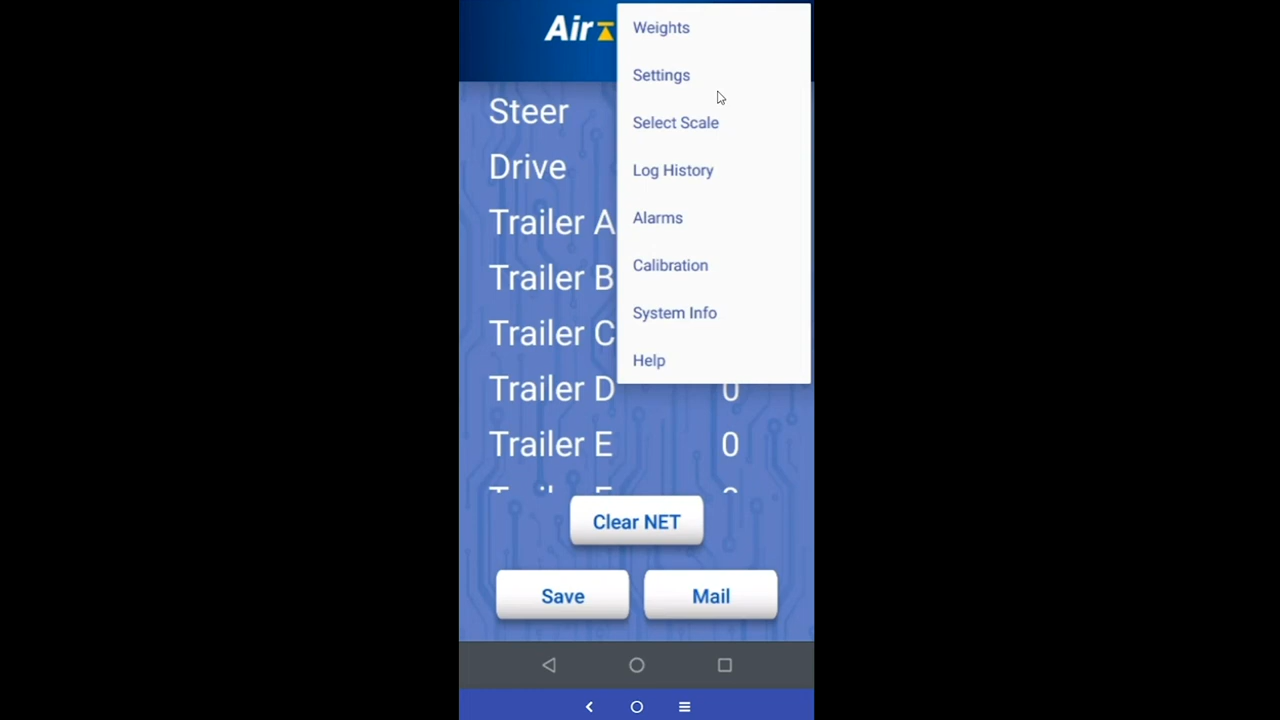 Air
Weights
Settings
Select Scale
Log History
Alarms
Calibration
System Info
Help
Steer
Drive
Trailer A
Trailer B
Trailer C
Trailer D 0
Trailer E 0
Clear NET
Save Mail